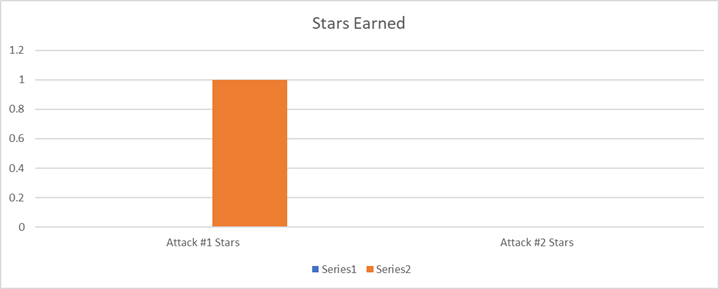 Stars Earned
1.2
1
0.8
0.6
0.4
0.2
0
Attack #1 Stars
Attack #2 Stars
Series1
Series2